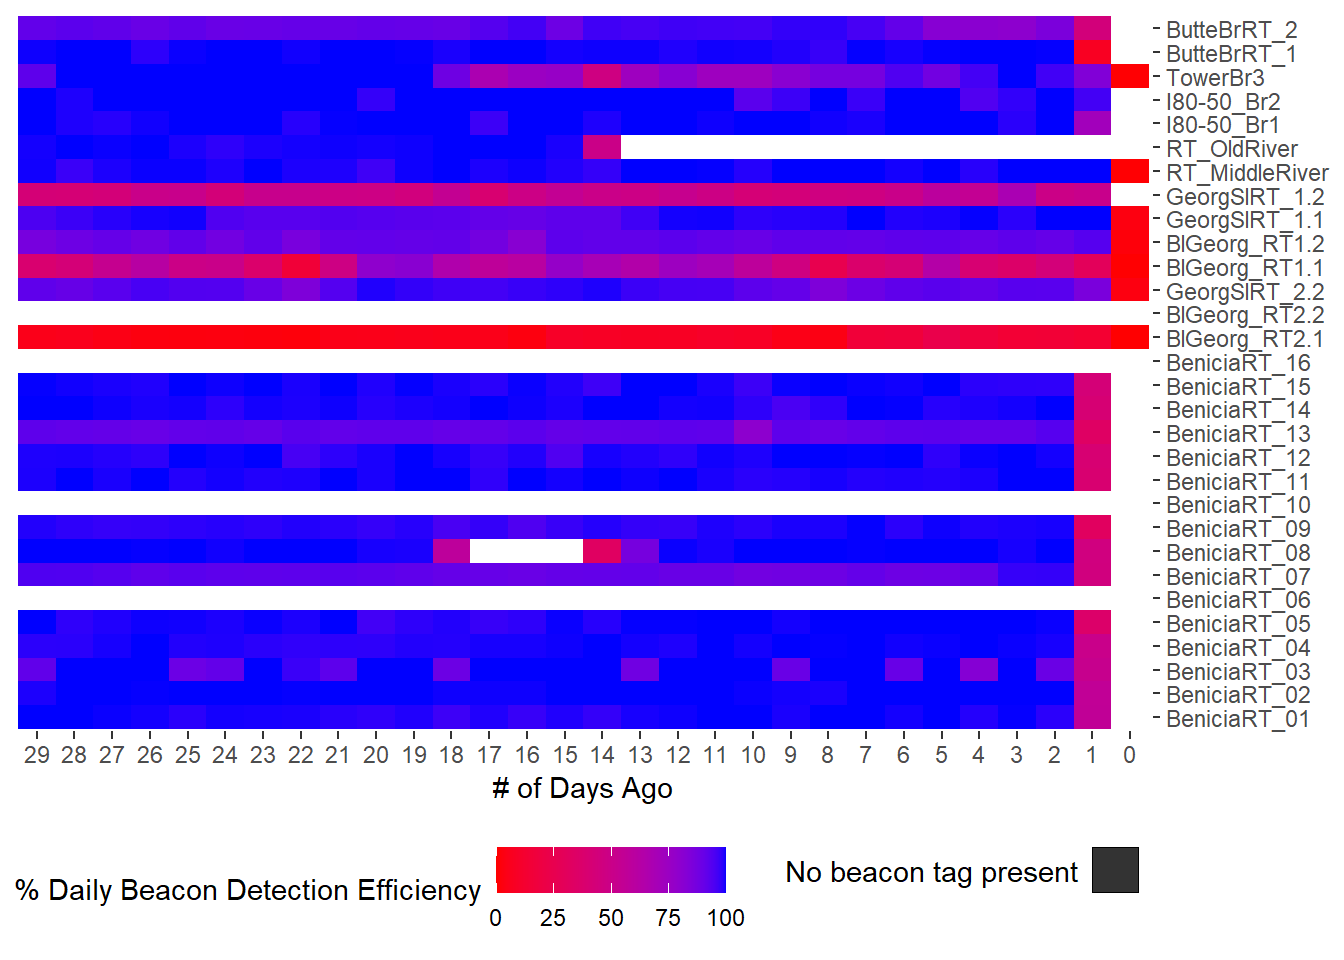 ButteBrRT_2
ButteBrRT_1
TowerBr3
I80-50_Br2
I80-50_Br1
RT_OldRiver
RT_MiddleRiver
GeorgSlRT_1.2
GeorgSlRT_1.1
BlGeorg_RT1.2
BlGeorg_RT1.1
GeorgSlRT_2.2
BlGeorg_RT2.2
BlGeorg_RT2.1
BeniciaRT_16
BeniciaRT_15
BeniciaRT_14
BeniciaRT_13
BeniciaRT_12
BeniciaRT_11
BeniciaRT_10
BeniciaRT_09
BeniciaRT_08
BeniciaRT_07
BeniciaRT_06
BeniciaRT_05
BeniciaRT_04
BeniciaRT_03
BeniciaRT_02
BeniciaRT_01
29 28 27 26 25 24 23 22 21 20 19 18 17 16 15 14 13 12 11 10 9 8 7 6 5 4 3 2 1 0
# of Days Ago
% Daily Beacon Detection Efficiency
0 25 50 75 100
No beacon tag present